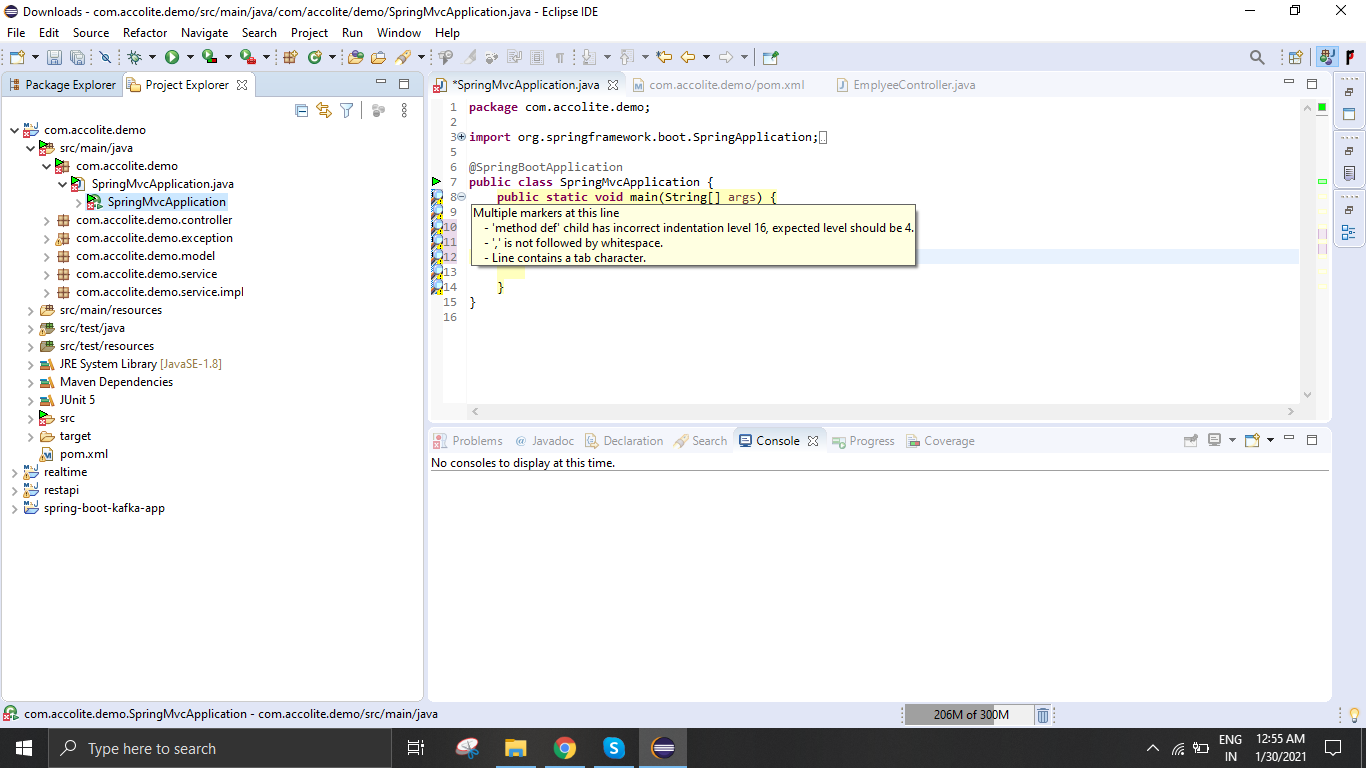 Downloads - com.accolite.demo/src/main/java/com/accolite/demo/SpringMvcApplication.java - Eclipse IDE
File Edit Source Refactor Navigate Search Project Run Window Help
Package Explorer Project Explorer
com.accolite.demo
src/main/java
com.accolite.demo
SpringMvcApplication.java
SpringMvcApplication
com.accolite.demo.controller
com.accolite.demo.exception
com.accolite.demo.model
com.accolite.demo.service
com.accolite.demo.service.impl
src/main/resources
src/test/java
src/test/resources
JRE System Library [JavaSE-1.8]
Maven Dependencies
JUnit 5
src
target
pom.xml
realtime
restapi
spring-boot-kafka-app
*SpringMvcApplication.java com.accolite.demo/pom.xml EmplyeeController.java
1 package com.accolite.demo;
2
3 import org.springframework.boot.SpringApplication;
5
6 @SpringBootApplication
7 public class SpringMvcApplication {
8 public static void main(String[] args) {
9
10
11
12
13
14 }
15 }
16
Multiple markers at this line
- 'method def' child has incorrect indentation level 16, expected level should be 4.
- ',' is not followed by whitespace.
- Line contains a tab character.
Problems @ Javadoc Declaration Search Console Progress Coverage
No consoles to display at this time.
com.accolite.demo.SpringMvcApplication - com.accolite.demo/src/main/java
206M of 300M
Type here to search
ENG
IN
12:55 AM
1/30/2021